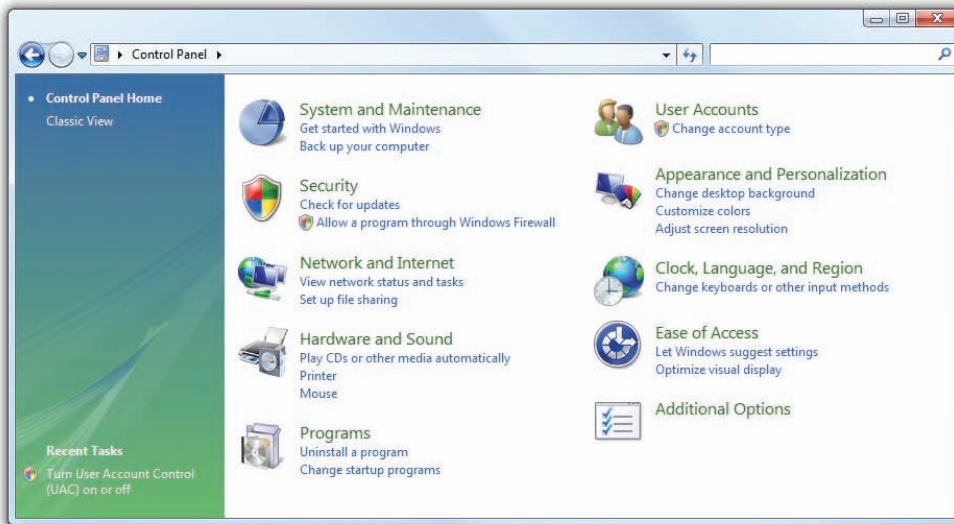 Control Panel
Control Panel Home
Classic View
Recent Tasks
Turn User Account Control
(UAC) on or off
System and Maintenance
Get started with Windows
Back up your computer
Security
Check for updates
Allow a program through Windows Firewall
Network and Internet
View network status and tasks
Set up file sharing
Hardware and Sound
Play CDs or other media automatically
Printer
Mouse
Programs
Uninstall a program
Change startup programs
User Accounts
Change account type
Appearance and Personalization
Change desktop background
Customize colors
Adjust screen resolution
Clock, Language, and Region
Change keyboards or other input methods
Ease of Access
Let Windows suggest settings
Optimize visual display
Additional Options